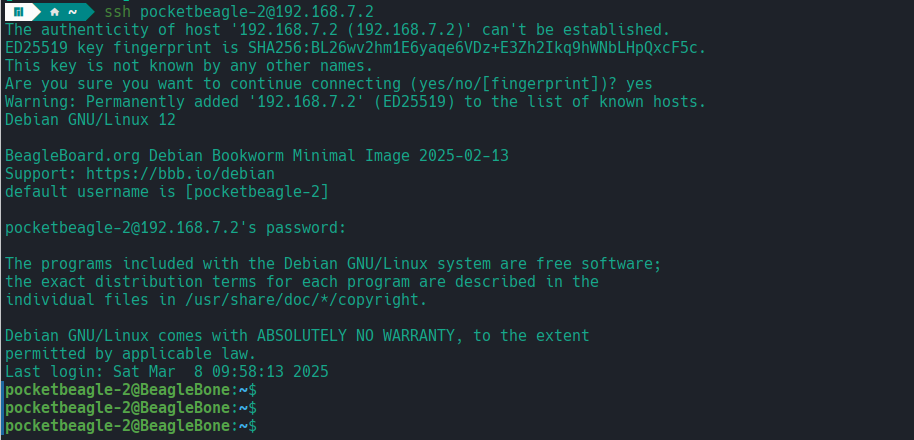 ~ ssh pocketbeagle-2@192.168.7.2
The authenticity of host '192.168.7.2 (192.168.7.2)' can't be established.
ED25519 key fingerprint is SHA256:BL26wv2hm1E6yaqe6VDz+E3Zh2Ikq9hWNbLHpQxcF5c.
This key is not known by any other names.
Are you sure you want to continue connecting (yes/no/[fingerprint])? yes
Warning: Permanently added '192.168.7.2' (ED25519) to the list of known hosts.
Debian GNU/Linux 12
BeagleBoard.org Debian Bookworm Minimal Image 2025-02-13
Support: https://bbb.io/debian
default username is [pocketbeagle-2]
pocketbeagle-2@192.168.7.2's password:
The programs included with the Debian GNU/Linux system are free software;
the exact distribution terms for each program are described in the
individual files in /usr/share/doc/*/copyright.
Debian GNU/Linux comes with ABSOLUTELY NO WARRANTY, to the extent
permitted by applicable law.
Last login: Sat Mar  8 09:58:13 2025
pocketbeagle-2@BeagleBone:~$
pocketbeagle-2@BeagleBone:~$
pocketbeagle-2@BeagleBone:~$